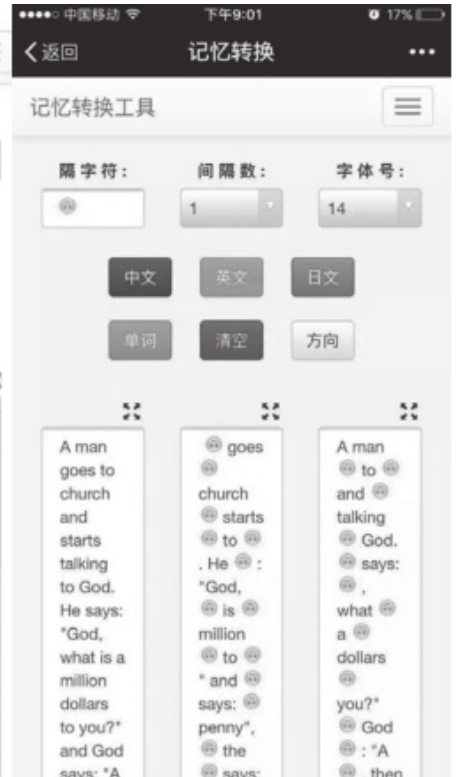 中国移动 下午9:01 17%
返回 记忆转换
记忆转换工具
隔字符: 间隔数: 字体号:
1 14
中文 英文 日文
单词 清空 方向
A man
goes to
church
and
starts
talking
to God.
He says:
"God,
what is a
million
dollars
to you?"
and God
says: "A
goes
church
starts
to
. He :
"God,
is
million
to
" and
says:
penny",
the
says:
A man
to
and
talking
God.
says:
,
what
a
dollars
you?"
God
: "A
, then